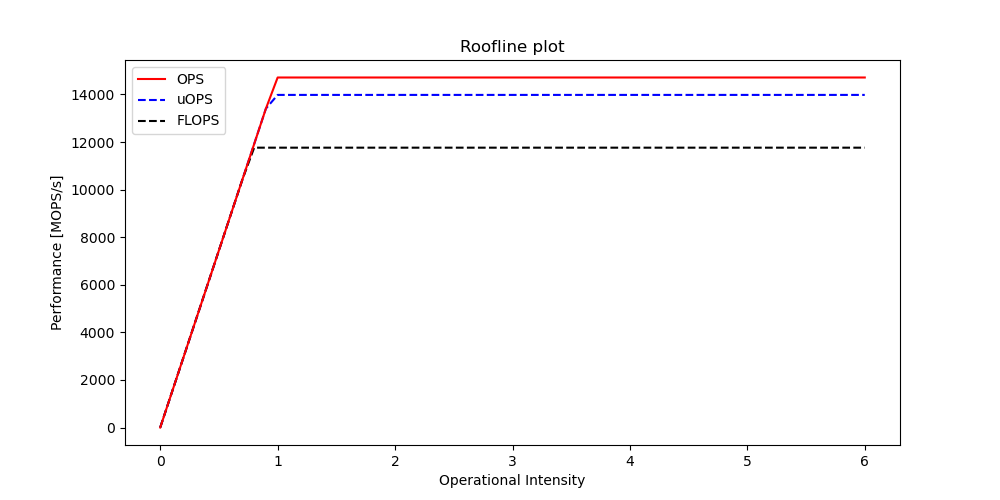 Roofline plot
OPS
uOPS
FLOPS
Performance [MOPS/s]
14000
12000
10000
8000
6000
4000
2000
0
0 1 2 3 4 5 6
Operational Intensity